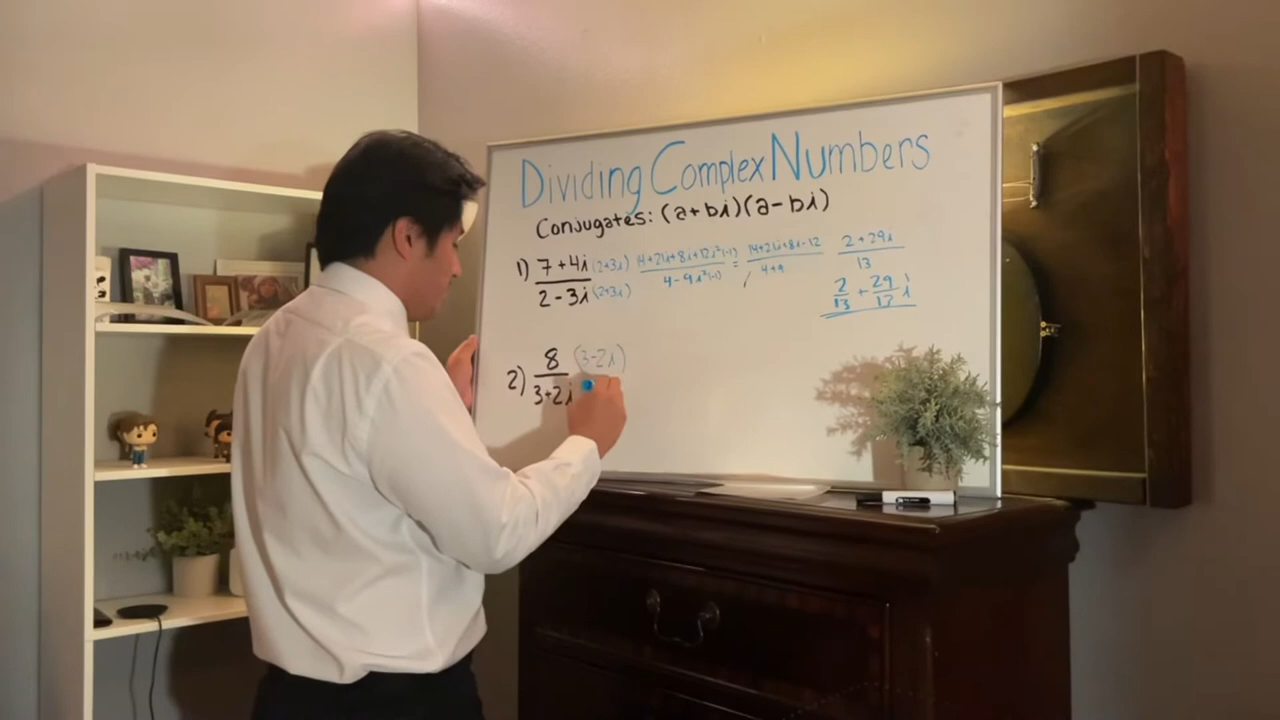 Dividing Complex Numbers
Conjugates: (a+bi)(a-bi)
1) 7+4i (2+3i) 14+21i+8i+12i²(-1) = 14+21i+8i-12 2+29i
2-3i (2+3i) 4-9i²(-1) 4+9 13
2/13 + 29/13 i
2) 8 (3-2i)
3+2i